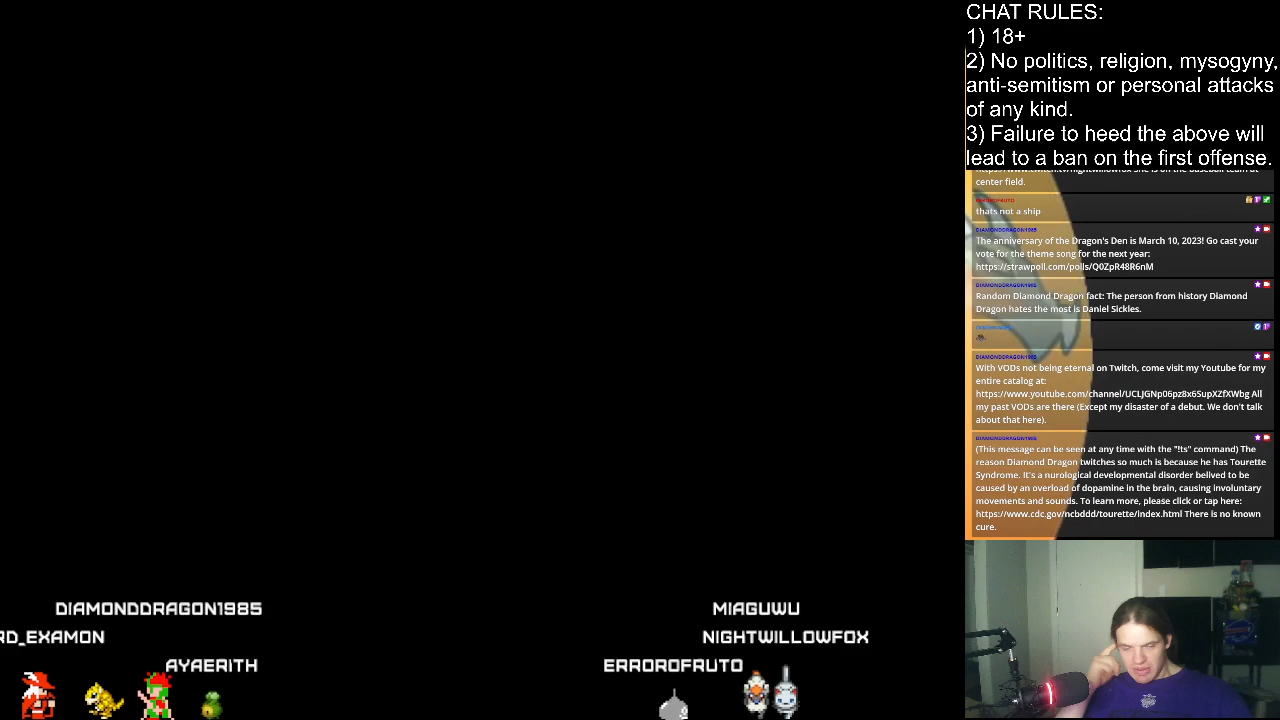 CHAT RULES:
1) 18+
2) No politics, religion, mysogyny,
anti-semitism or personal attacks
of any kind.
3) Failure to heed the above will
lead to a ban on the first offense.
center field.
ERROROFRUTO
thats not a ship
DIAMONDDRAGON1985
The anniversary of the Dragon's Den is March 10, 2023! Go cast your
vote for the theme song for the next year:
https://strawpoll.com/polls/Q0ZpR48R6nM
DIAMONDDRAGON1985
Random Diamond Dragon fact: The person from history Diamond
Dragon hates the most is Daniel Sickles.
DIAMONDDRAGON1985
With VODs not being eternal on Twitch, come visit my Youtube for my
entire catalog at:
https://www.youtube.com/channel/UCLJGNp06pz8x6SupXZfXWbg All
my past VODs are there (Except my disaster of a debut. We don't talk
about that here).
DIAMONDDRAGON1985
(This message can be seen at any time with the "!ts" command) The
reason Diamond Dragon twitches so much is because he has Tourette
Syndrome. It's a nurological developmental disorder belived to be
caused by an overload of dopamine in the brain, causing involuntary
movements and sounds. To learn more, please click or tap here:
https://www.cdc.gov/ncbddd/tourette/index.html There is no known
cure.
DIAMONDDRAGON1985
MIAGUWU
RD_EXAMON
NIGHTWILLOWFOX
AYAERITH
ERROROFRUTO